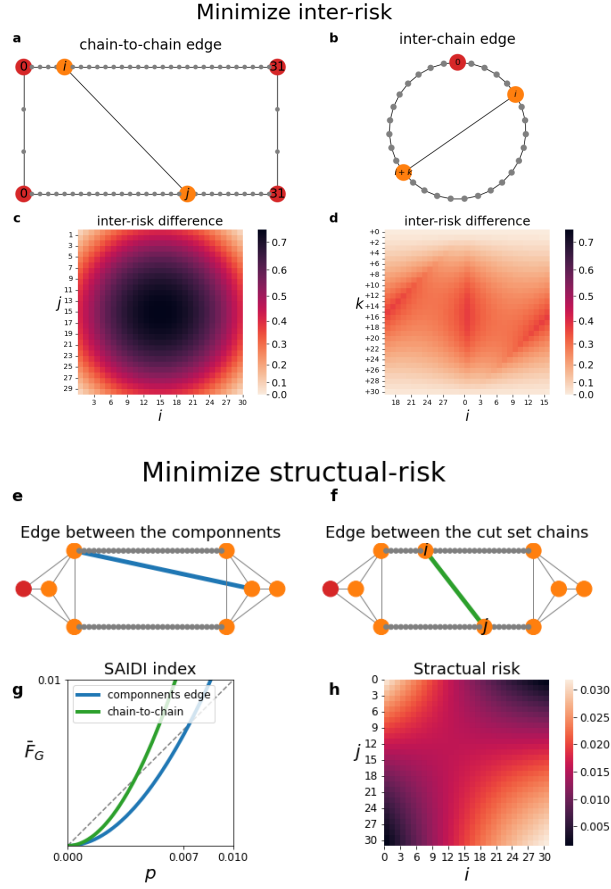 Minimize inter-risk
a
chain-to-chain edge
0
i
31
0
j
31
b
inter-chain edge
0
i
i + k
c
inter-risk difference
j
1
3
5
7
9
11
13
15
17
19
21
23
25
27
29
3 6 9 12 15 18 21 24 27 30
i
0.7
0.6
0.5
0.4
0.3
0.2
0.1
0.0
d
inter-risk difference
k
+0
+2
+4
+6
+8
+10
+12
+14
+16
+18
+20
+22
+24
+26
+28
+30
18 21 24 27 0 3 6 9 12 15
i
0.7
0.6
0.5
0.4
0.3
0.2
0.1
0.0
Minimize structual-risk
e
Edge between the componnents
f
Edge between the cut set chains
i
j
g
SAIDI index
0.01
componnents edge
chain-to-chain
F̄_G
0.000 0.007 0.010
p
h
Stractual risk
j
0
3
6
9
12
15
18
21
24
27
30
0 3 6 9 12 15 18 21 24 27 30
i
0.030
0.025
0.020
0.015
0.010
0.005